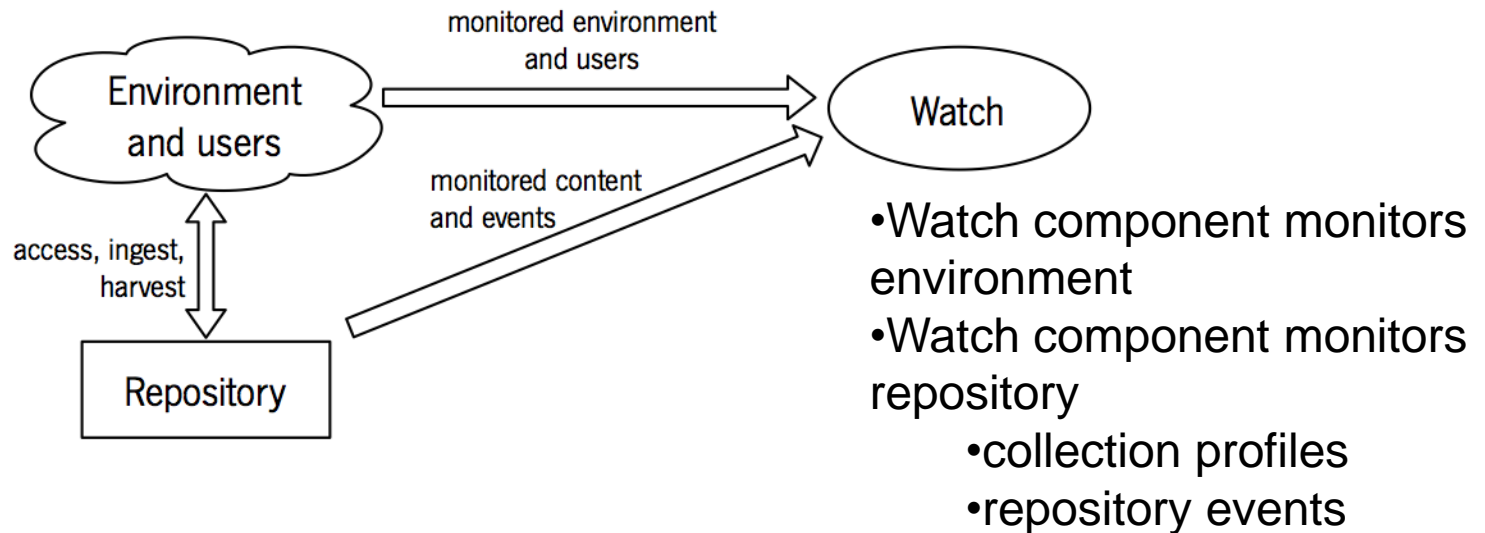 monitored environment
and users
Environment
and users
Watch
monitored content
and events
access, ingest,
harvest
Repository
•Watch component monitors
environment
•Watch component monitors
repository
•collection profiles
•repository events